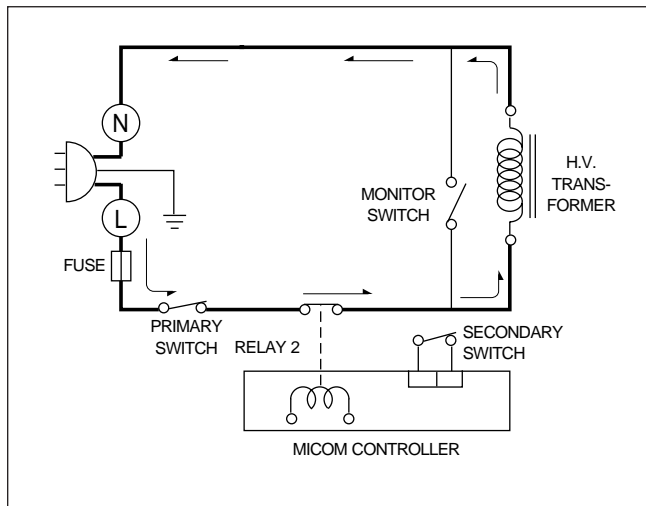 N
H.V.
TRANS-
FORMER
MONITOR
SWITCH
L
FUSE
PRIMARY
SWITCH
RELAY 2
SECONDARY
SWITCH
MICOM CONTROLLER